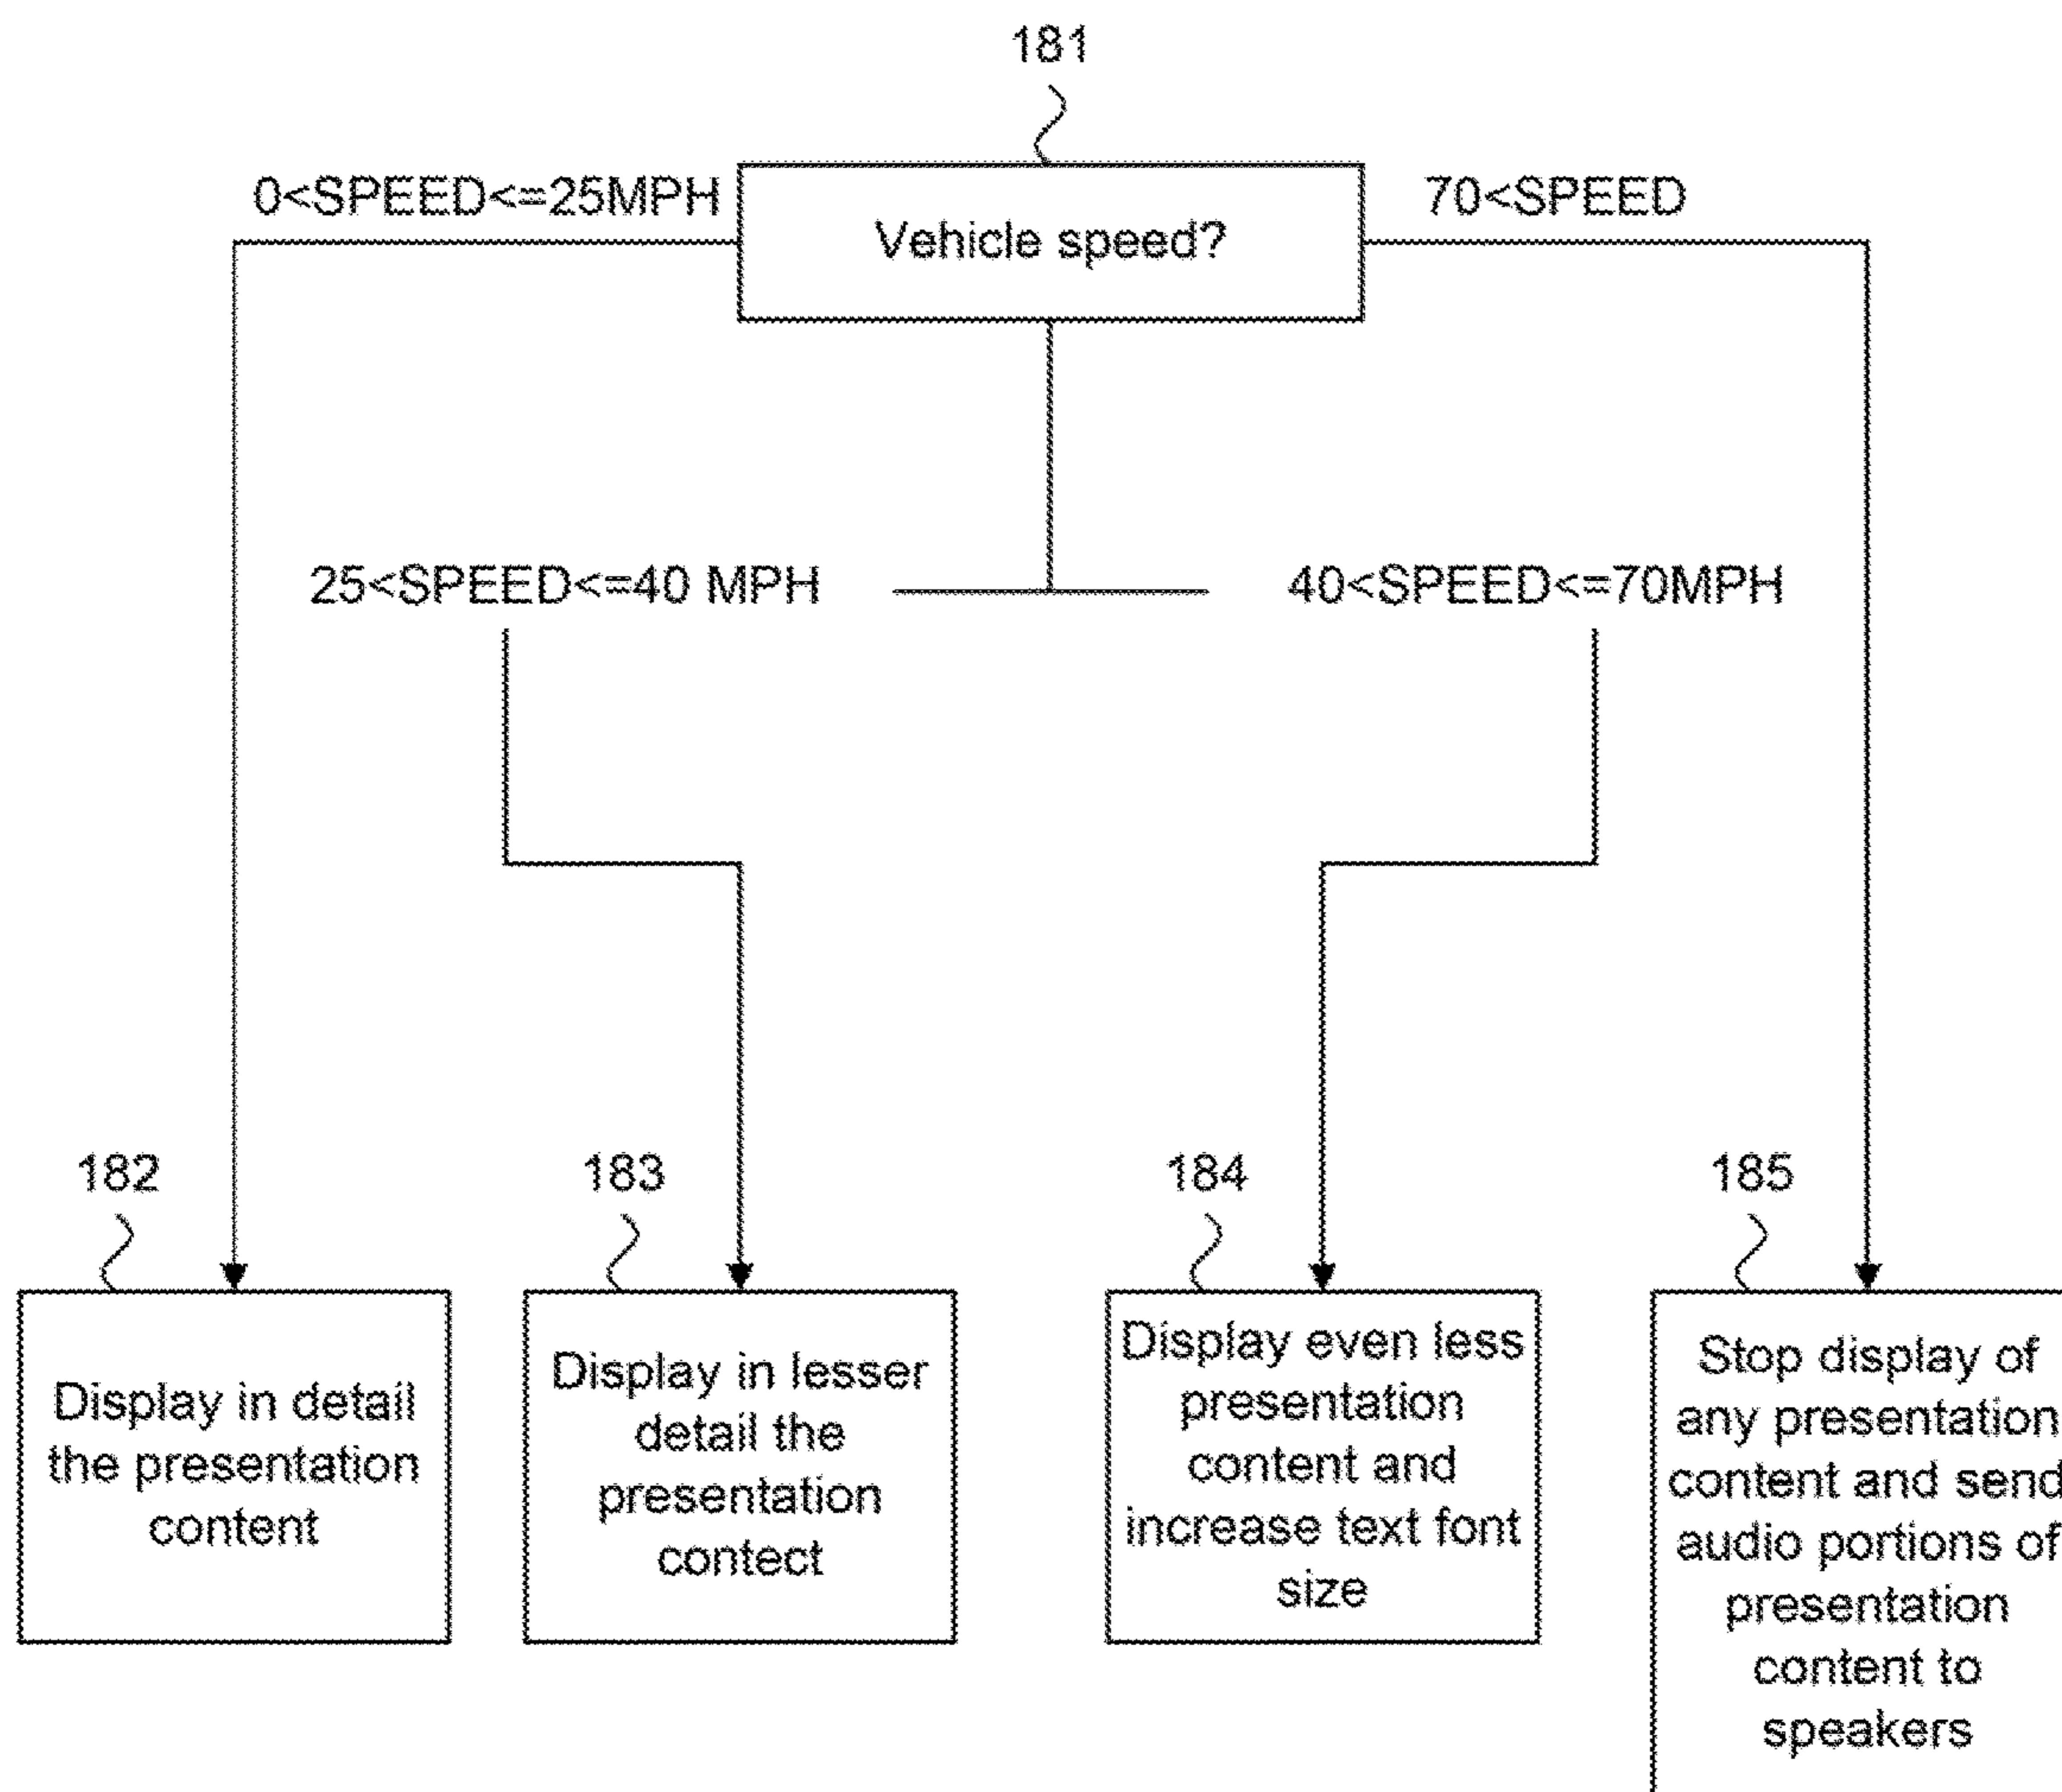 181
0<SPEED<=25MPH
Vehicle speed?
70<SPEED
25<SPEED<=40 MPH
40<SPEED<=70MPH
182
183
184
185
Display in detail
the presentation
content
Display in lesser
detail the
presentation
contect
Display even less
presentation
content and
increase text font
size
Stop display of
any presentation
content and send
audio portions of
presentation
content to
speakers